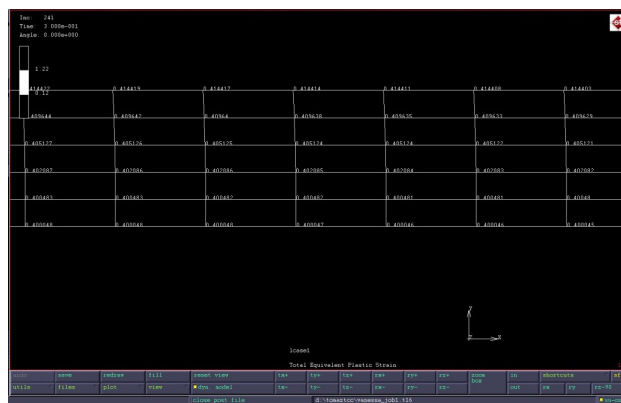 Inc: 241
Time: 3.000e-001
Angle: 0.000e+000
1.22
0.12
414422 0.414419 0.414417 0.414414 0.414411 0.414408 0.414403
409644 0.409642 0.40964 0.409638 0.409635 0.409633 0.409629
0.405127 0.405126 0.405125 0.405124 0.405124 0.405122 0.405121
0.402087 0.402086 0.402086 0.402085 0.402084 0.402083 0.402082
0.400483 0.400483 0.400482 0.400482 0.400481 0.400481 0.40048
0.400048 0.400048 0.400048 0.400047 0.400046 0.400046 0.400045
Y
Z X
lcase1
Total Equivalent Plastic Strain
undo save redraw fill reset view tx+ ty+ tz+ rx+ ry+ rz+ zoom box in shortcuts
utils files plot view dyn. model tx- ty- tz- rx- ry- rz- out rx ry rz-90
close post file